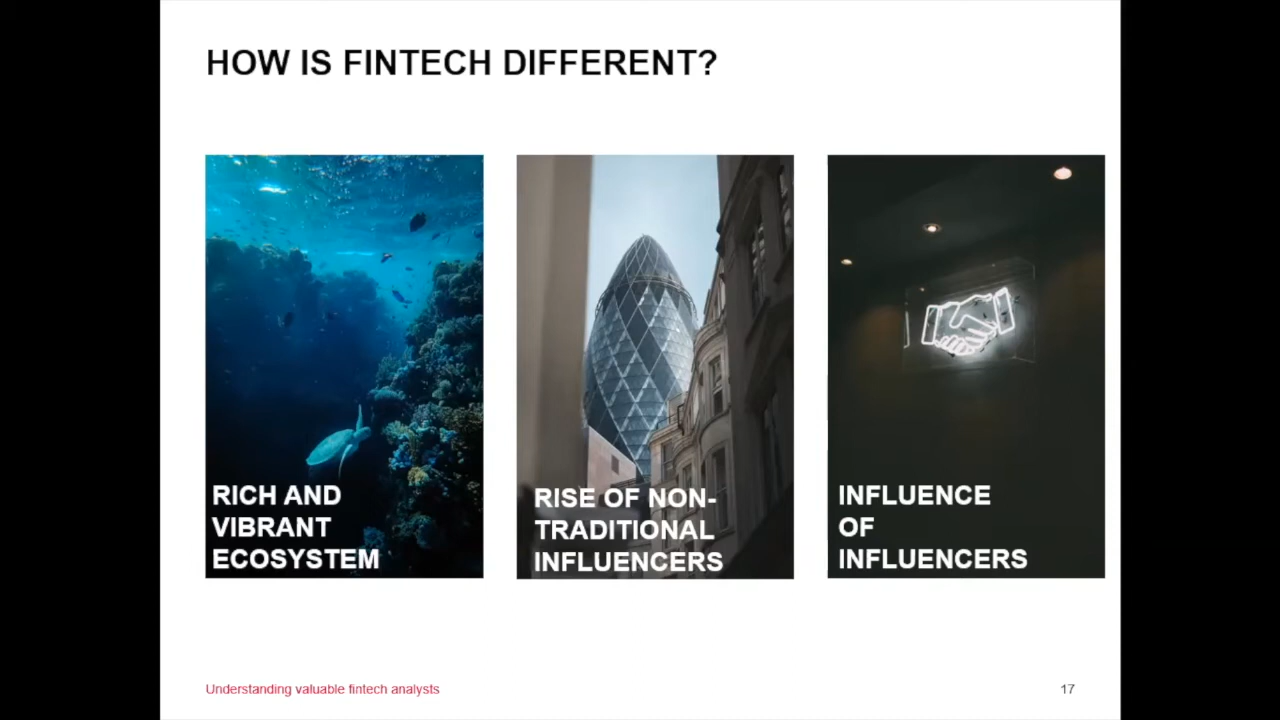 HOW IS FINTECH DIFFERENT?
RICH AND
VIBRANT
ECOSYSTEM
RISE OF NON-
TRADITIONAL
INFLUENCERS
INFLUENCE
OF
INFLUENCERS
Understanding valuable fintech analysts
17